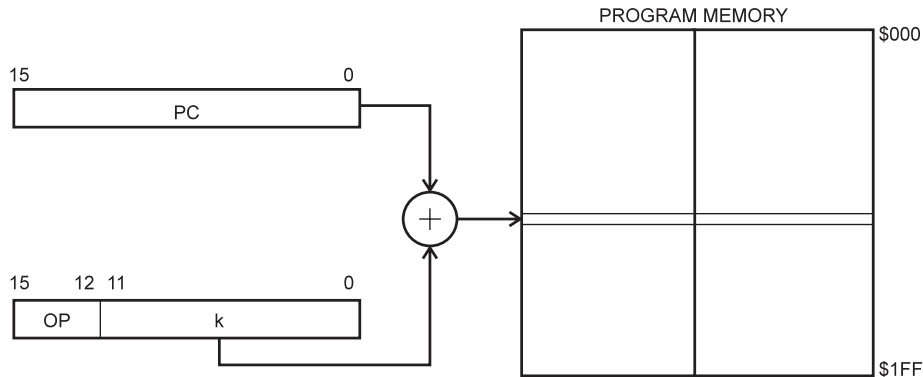 PROGRAM MEMORY
$000
15 0
PC
+
15 12 11 0
OP k
$1FF